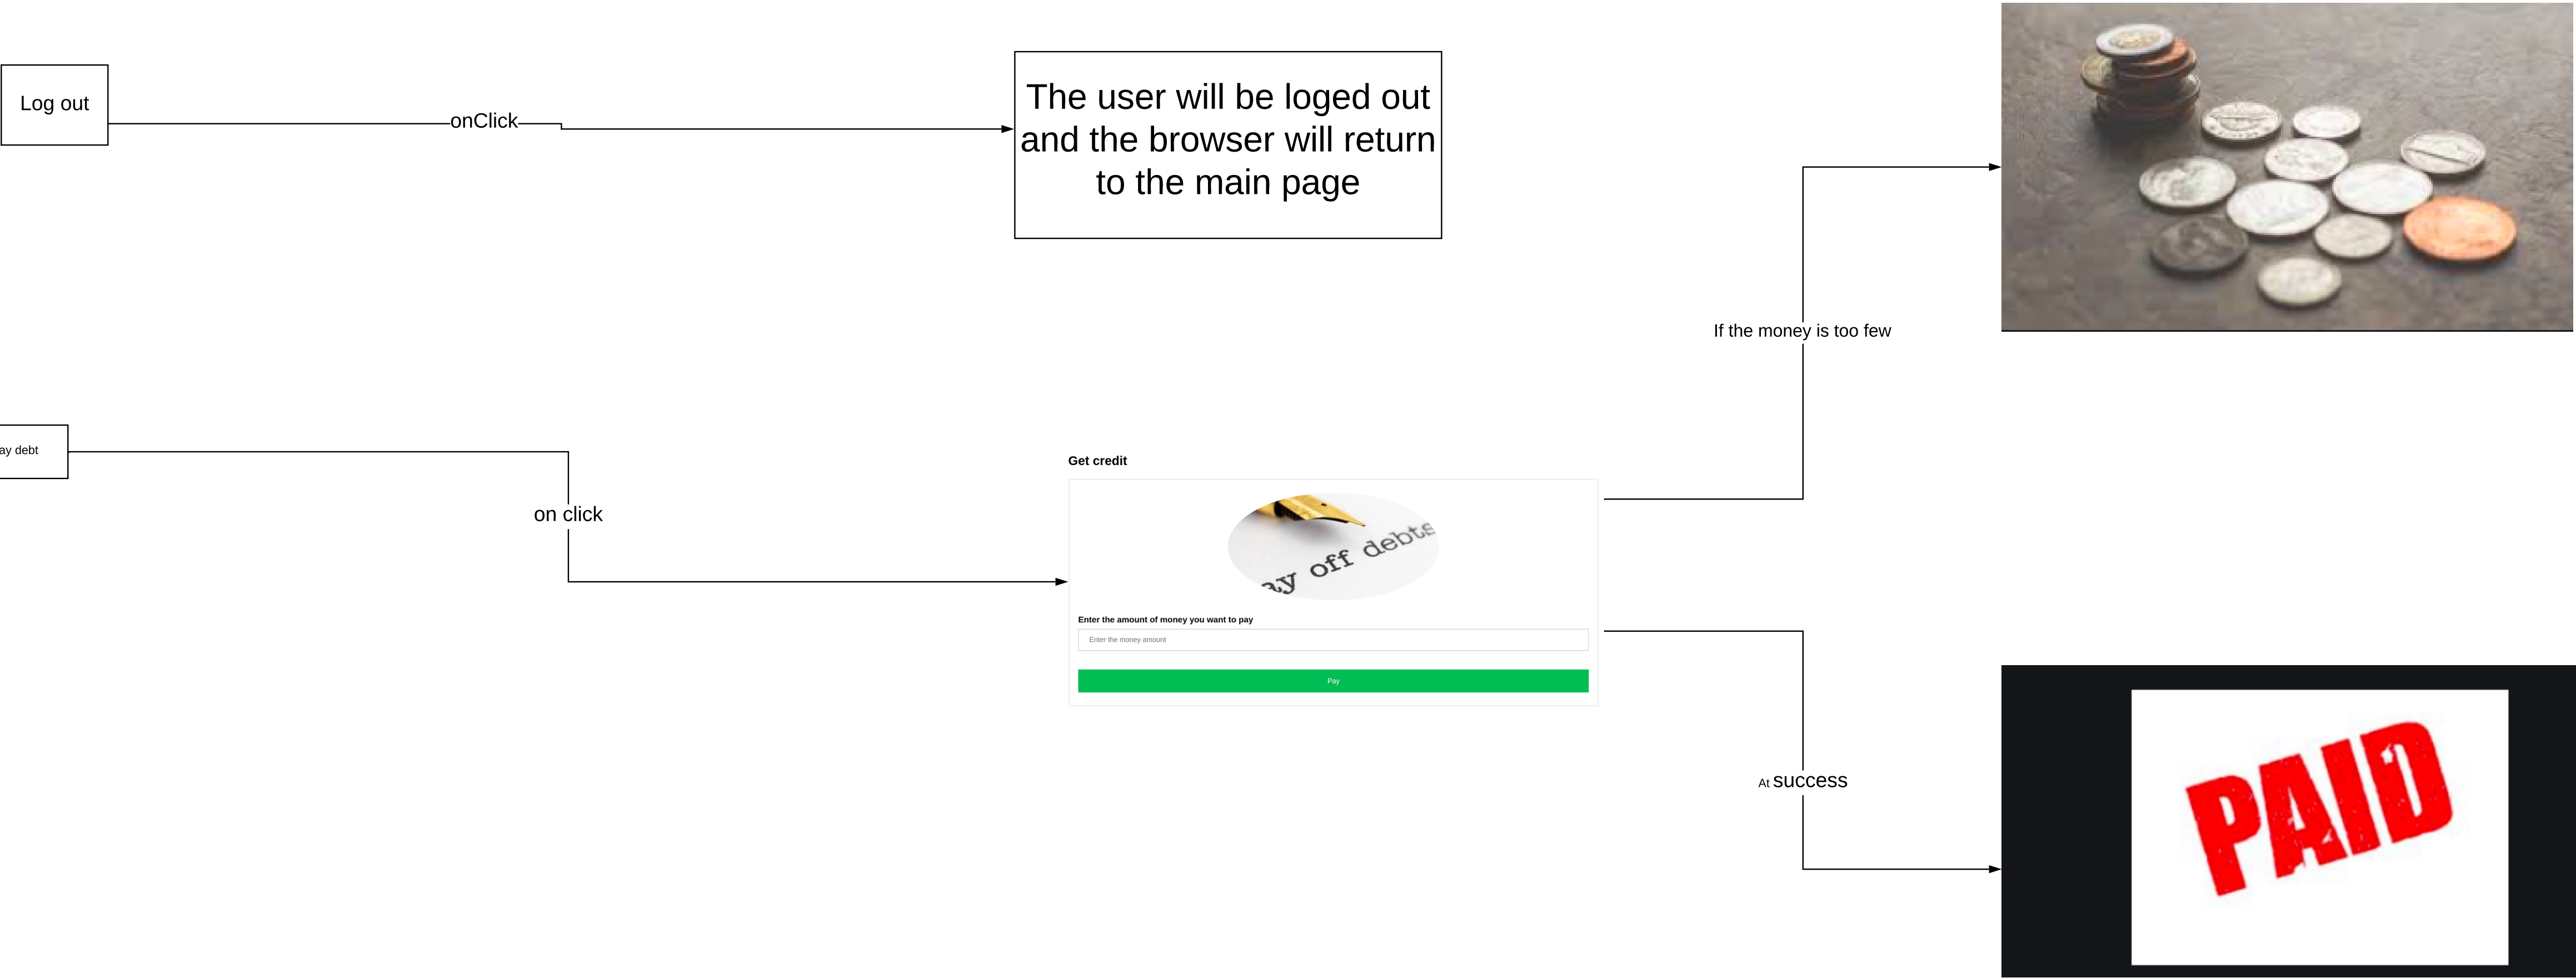 Log out
onClick
The user will be loged out
and the browser will return
to the main page
If the money is too few
ay debt
on click
Get credit
ay off debts
Enter the amount of money you want to pay
Enter the money amount
Pay
At success
PAID